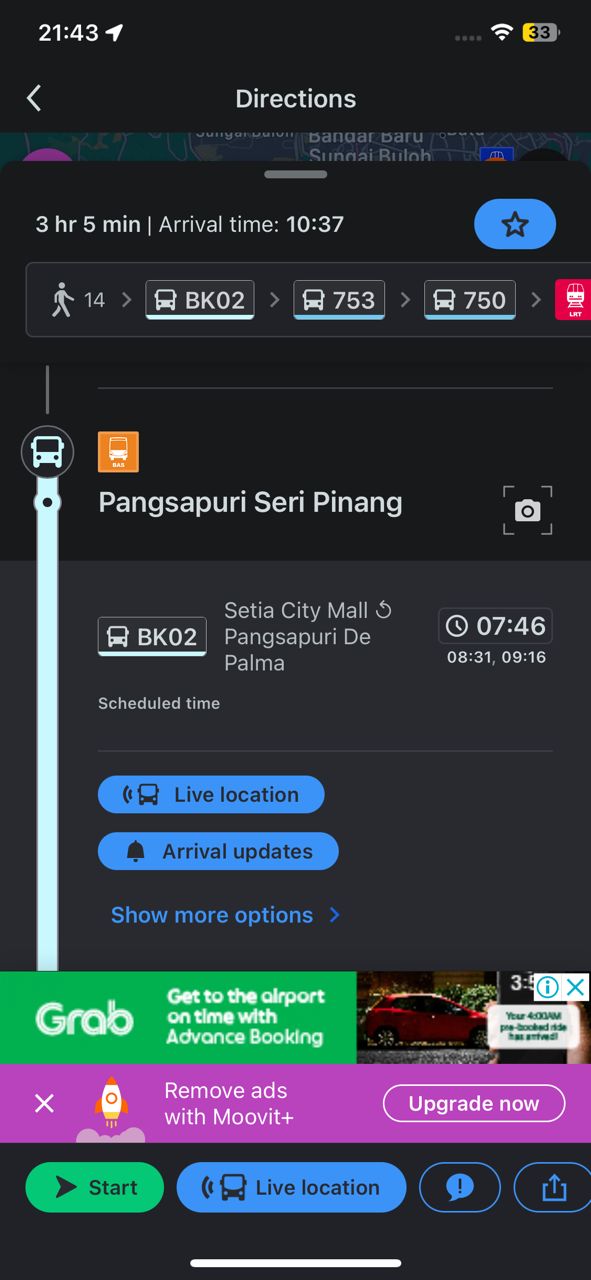 21:43
33
Directions
Sungai Buloh
Bandar Baru
Sungai Buloh
3 hr 5 min | Arrival time: 10:37
14
BK02
753
750
LRT
BAS
Pangsapuri Seri Pinang
BK02
Setia City Mall
Pangsapuri De
Palma
07:46
08:31, 09:16
Scheduled time
Live location
Arrival updates
Show more options
Grab
Get to the airport
on time with
Advance Booking
Your 4:00AM
pre-booked ride
has arrived!
Remove ads
with Moovit+
Upgrade now
Start
Live location